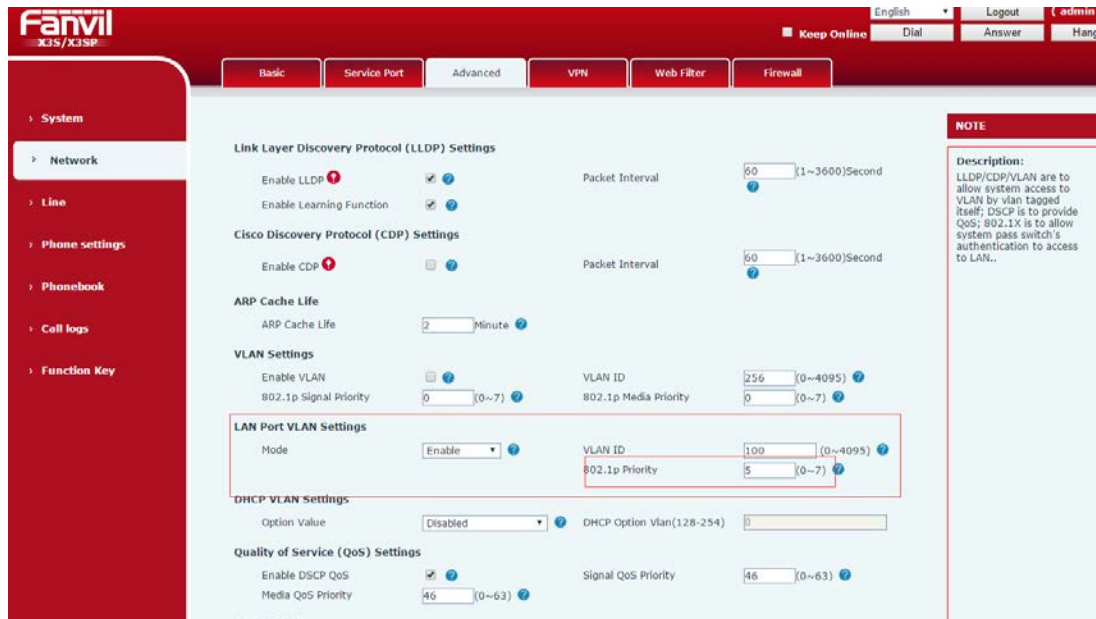 English Logout ( admin
Fanvil
X3S/X3SP
Keep Online Dial Answer Hang
Basic Service Port Advanced VPN Web Filter Firewall
› System
› Network
› Line
› Phone settings
› Phonebook
› Call logs
› Function Key
Link Layer Discovery Protocol (LLDP) Settings
Enable LLDP Packet Interval 60 (1~3600)Second
Enable Learning Function
Cisco Discovery Protocol (CDP) Settings
Enable CDP Packet Interval 60 (1~3600)Second
ARP Cache Life
ARP Cache Life 2 Minute
VLAN Settings
Enable VLAN VLAN ID 256 (0~4095)
802.1p Signal Priority 0 (0~7) 802.1p Media Priority 0 (0~7)
LAN Port VLAN Settings
Mode Enable VLAN ID 100 (0~4095)
802.1p Priority 5 (0~7)
DHCP VLAN Settings
Option Value Disabled DHCP Option Vlan(128-254) 0
Quality of Service (QoS) Settings
Enable DSCP QoS Signal QoS Priority 46 (0~63)
Media QoS Priority 46 (0~63)
NOTE
Description:
LLDP/CDP/VLAN are to
allow system access to
VLAN by vlan tagged
itself; DSCP is to provide
QoS; 802.1X is to allow
system pass switch's
authentication to access
to LAN..